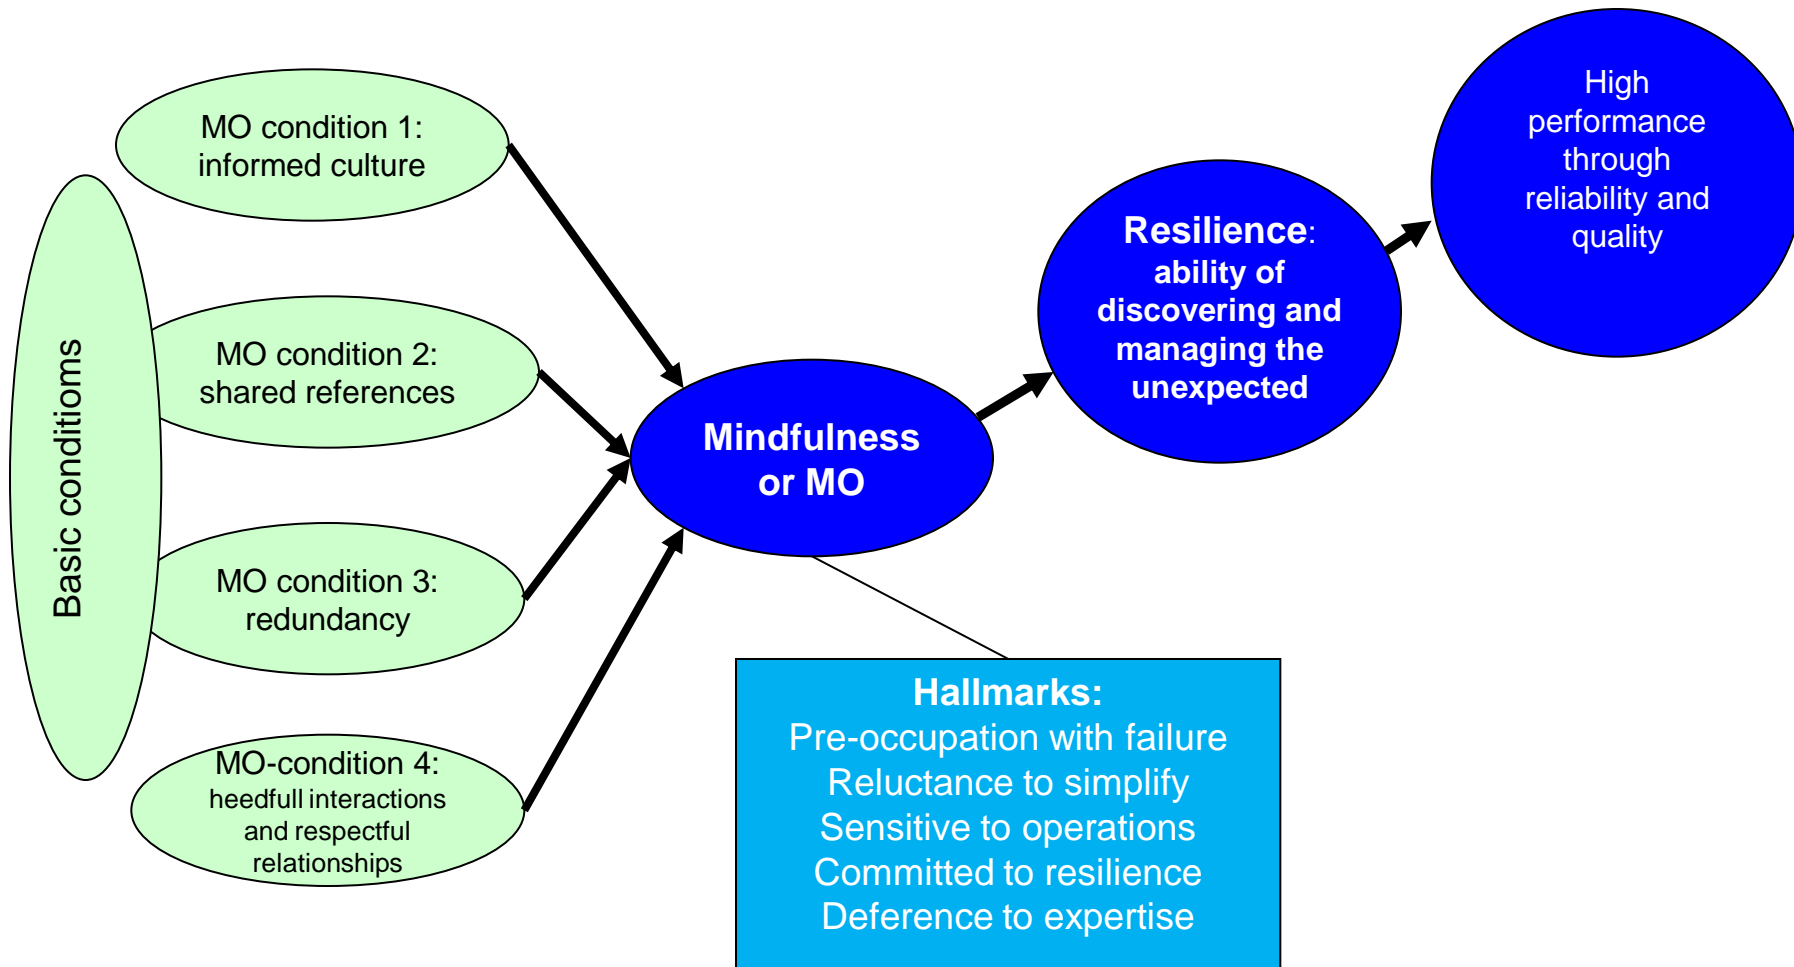 Basic conditioms
MO condition 1:
informed culture
MO condition 2:
shared references
MO condition 3:
redundancy
MO-condition 4:
heedfull interactions
and respectful
relationships
Mindfulness
or MO
Resilience:
ability of
discovering and
managing the
unexpected
High
performance
through
reliability and
quality
Hallmarks:
Pre-occupation with failure
Reluctance to simplify
Sensitive to operations
Committed to resilience
Deference to expertise